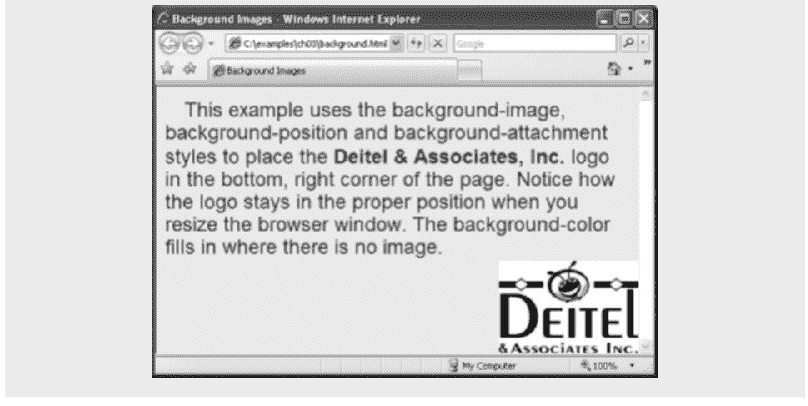 Background Images - Windows Internet Explorer
C:\examples\ch03\background.html
Google
Background Images
This example uses the background-image,
background-position and background-attachment
styles to place the Deitel & Associates, Inc. logo
in the bottom, right corner of the page. Notice how
the logo stays in the proper position when you
resize the browser window. The background-color
fills in where there is no image.
DEITEL
& ASSOCIATES INC.
My Computer
100%